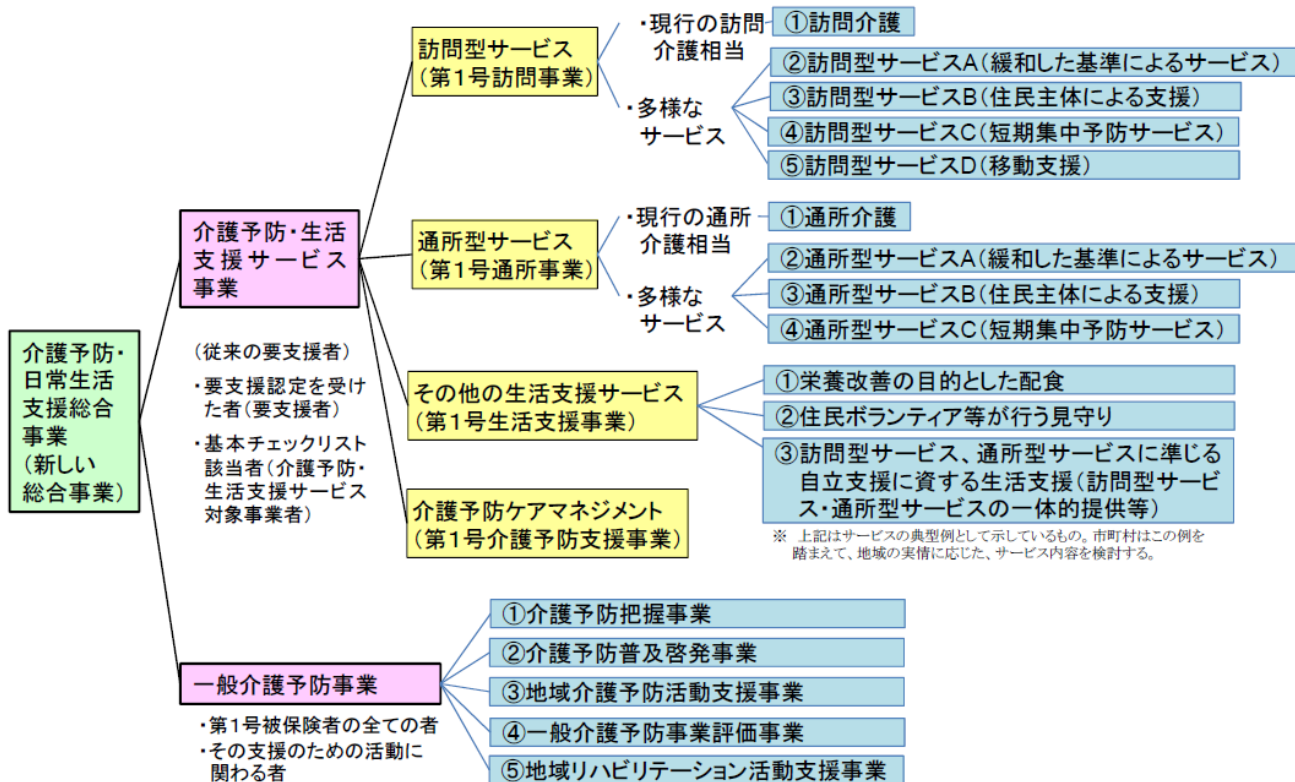 介護予防・
日常生活
支援総合
事業
(新しい
総合事業)
介護予防・生活
支援サービス
事業
(従来の要支援者)
・要支援認定を受け
た者(要支援者)
・基本チェックリスト
該当者(介護予防・
生活支援サービス
対象事業者)
訪問型サービス
(第1号訪問事業)
・現行の訪問
介護相当
①訪問介護
・多様な
サービス
②訪問型サービスA(緩和した基準によるサービス)
③訪問型サービスB(住民主体による支援)
④訪問型サービスC(短期集中予防サービス)
⑤訪問型サービスD(移動支援)
通所型サービス
(第1号通所事業)
・現行の通所
介護相当
①通所介護
・多様な
サービス
②通所型サービスA(緩和した基準によるサービス)
③通所型サービスB(住民主体による支援)
④通所型サービスC(短期集中予防サービス)
その他の生活支援サービス
(第1号生活支援事業)
①栄養改善の目的とした配食
②住民ボランティア等が行う見守り
③訪問型サービス、通所型サービスに準じる
自立支援に資する生活支援(訪問型サービ
ス・通所型サービスの一体的提供等)
介護予防ケアマネジメント
(第1号介護予防支援事業)
※ 上記はサービスの典型例として示しているもの。市町村はこの例を
踏まえて、地域の実情に応じた、サービス内容を検討する。
一般介護予防事業
・第1号被保険者の全ての者
・その支援のための活動に
関わる者
①介護予防把握事業
②介護予防普及啓発事業
③地域介護予防活動支援事業
④一般介護予防事業評価事業
⑤地域リハビリテーション活動支援事業